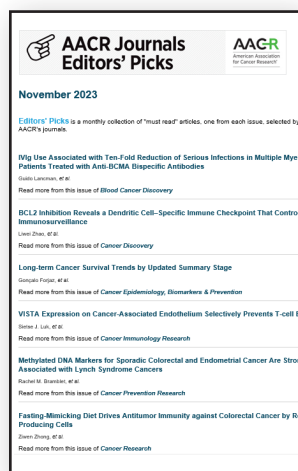 AACR Journals
Editors' Picks
AACR
American Association
for Cancer Research
November 2023
Editors' Picks is a monthly collection of "must read" articles, one from each issue, selected by
AACR's journals.
IVIg Use Associated with Ten-Fold Reduction of Serious Infections in Multiple Mye
Patients Treated with Anti-BCMA Bispecific Antibodies
Guido Lancman, et al.
Read more from this issue of Blood Cancer Discovery
BCL2 Inhibition Reveals a Dendritic Cell–Specific Immune Checkpoint That Contro
Immunosurveillance
Liwei Zhao, et al.
Read more from this issue of Cancer Discovery
Long-term Cancer Survival Trends by Updated Summary Stage
Gonçalo Forjaz, et al.
Read more from this issue of Cancer Epidemiology, Biomarkers & Prevention
VISTA Expression on Cancer-Associated Endothelium Selectively Prevents T-cell E
Sietse J. Luk, et al.
Read more from this issue of Cancer Immunology Research
Methylated DNA Markers for Sporadic Colorectal and Endometrial Cancer Are Stron
Associated with Lynch Syndrome Cancers
Rachel M. Bramblet, et al.
Read more from this issue of Cancer Prevention Research
Fasting-Mimicking Diet Drives Antitumor Immunity against Colorectal Cancer by Re
Producing Cells
Ziwen Zhong, et al.
Read more from this issue of Cancer Research